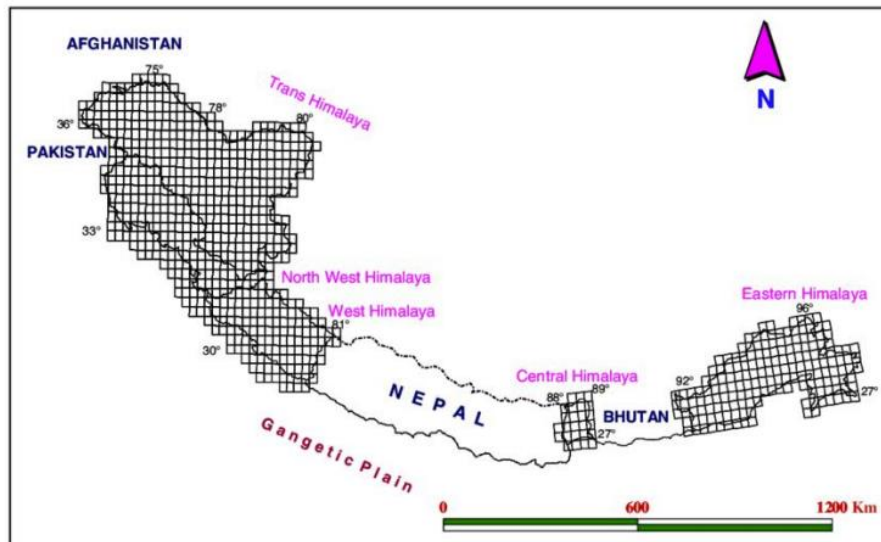 AFGHANISTAN
75°
Trans Himalaya
78°
80°
N
36°
PAKISTAN
33°
North West Himalaya
Eastern Himalaya
West Himalaya
96°
81°
30°
Central Himalaya
88°
89°
92°
27°
NEPAL
BHUTAN
27°
Gangetic Plain
0
600
1200 Km